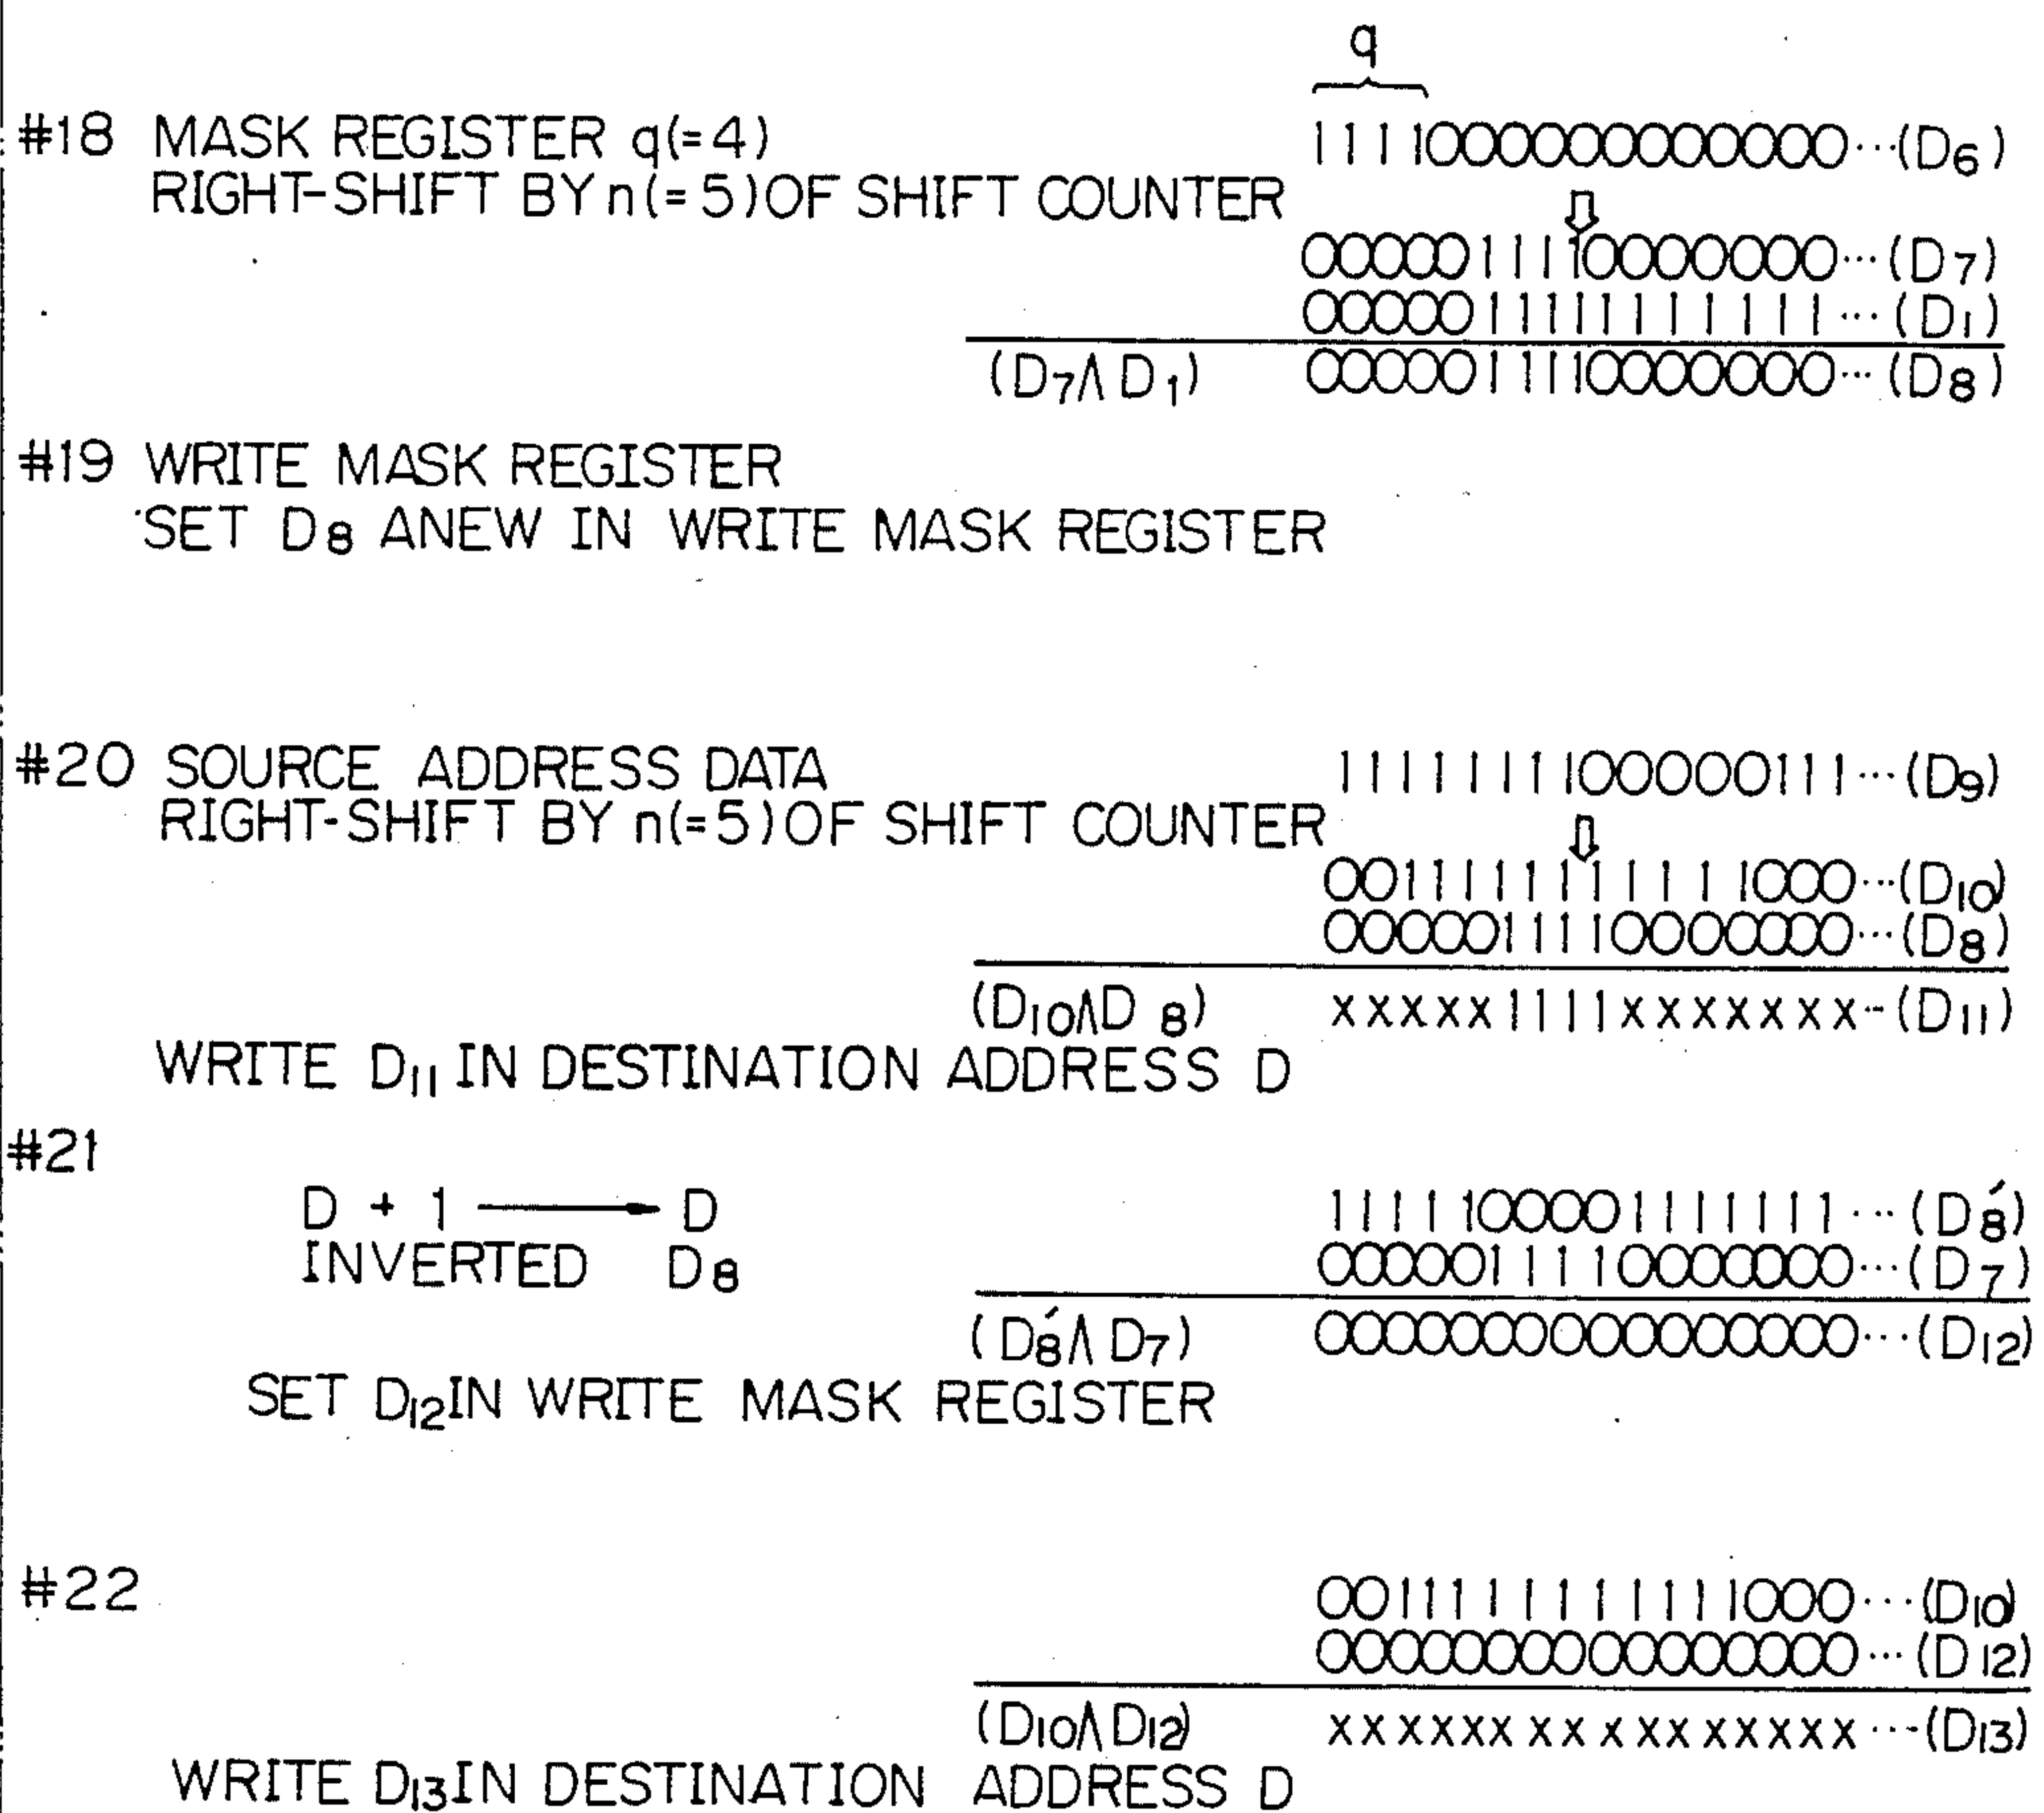 q
#18 MASK REGISTER q(=4) 1111000000000000···(D6)
RIGHT-SHIFT BY n(=5) OF SHIFT COUNTER
0000011110000000···(D7)
0000011111111111···(D1)
(D7∧D1) 0000011110000000···(D8)
#19 WRITE MASK REGISTER
SET D8 ANEW IN WRITE MASK REGISTER
#20 SOURCE ADDRESS DATA 1111111100000111···(D9)
RIGHT-SHIFT BY n(=5) OF SHIFT COUNTER
0011111111111000···(D10)
0000011110000000···(D8)
(D10∧D8) xxxxx1111xxxxxxx··(D11)
WRITE D11 IN DESTINATION ADDRESS D
#21
D + 1 → D 1111100001111111···(D8′)
INVERTED D8 0000011110000000···(D7)
(D8′∧D7) 0000000000000000···(D12)
SET D12 IN WRITE MASK REGISTER
#22 0011111111111000···(D10)
0000000000000000···(D12)
(D10∧D12) xxxxxxxxxxxxxxxx···(D13)
WRITE D13 IN DESTINATION ADDRESS D